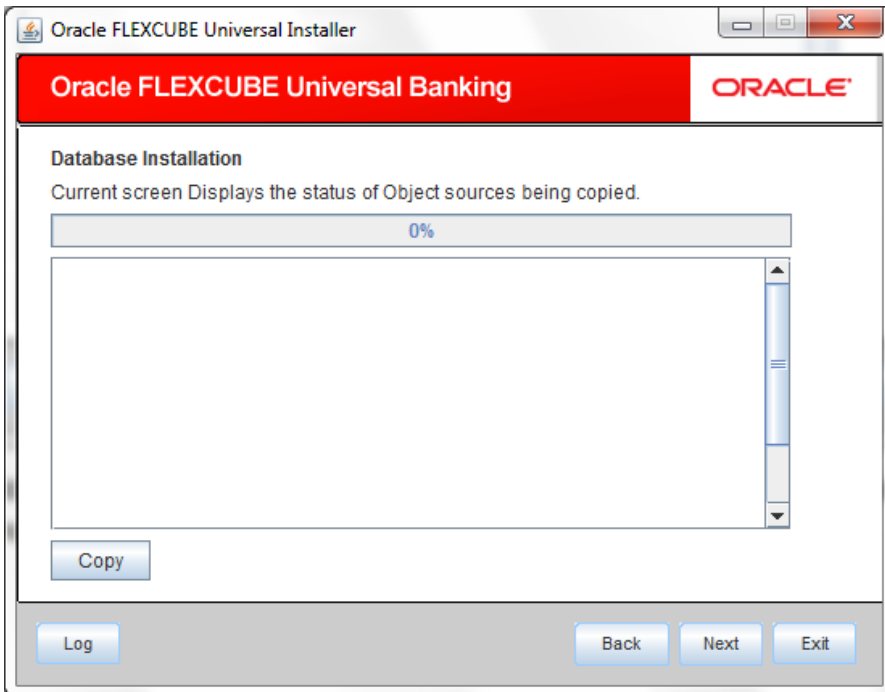 Oracle FLEXCUBE Universal Installer
Oracle FLEXCUBE Universal Banking
ORACLE
Database Installation
Current screen Displays the status of Object sources being copied.
0%
Copy
Log Back Next Exit